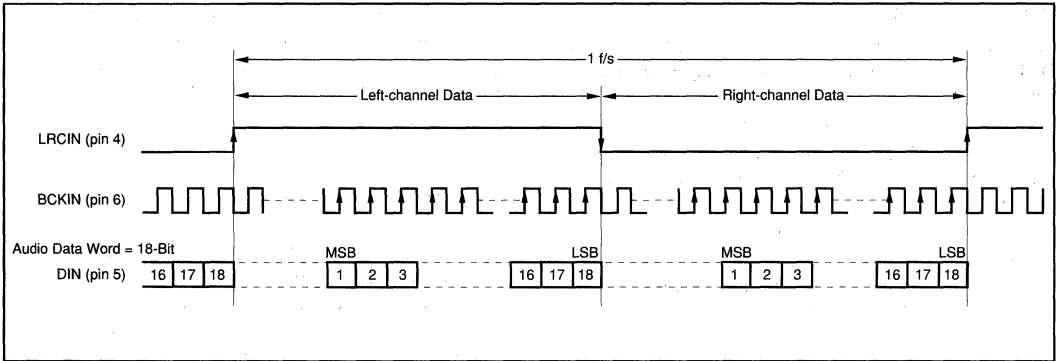 1 f/s
Left-channel Data
Right-channel Data
LRCIN (pin 4)
BCKIN (pin 6)
Audio Data Word = 18-Bit
MSB LSB MSB LSB
DIN (pin 5) 16 17 18 1 2 3 16 17 18 1 2 3 16 17 18